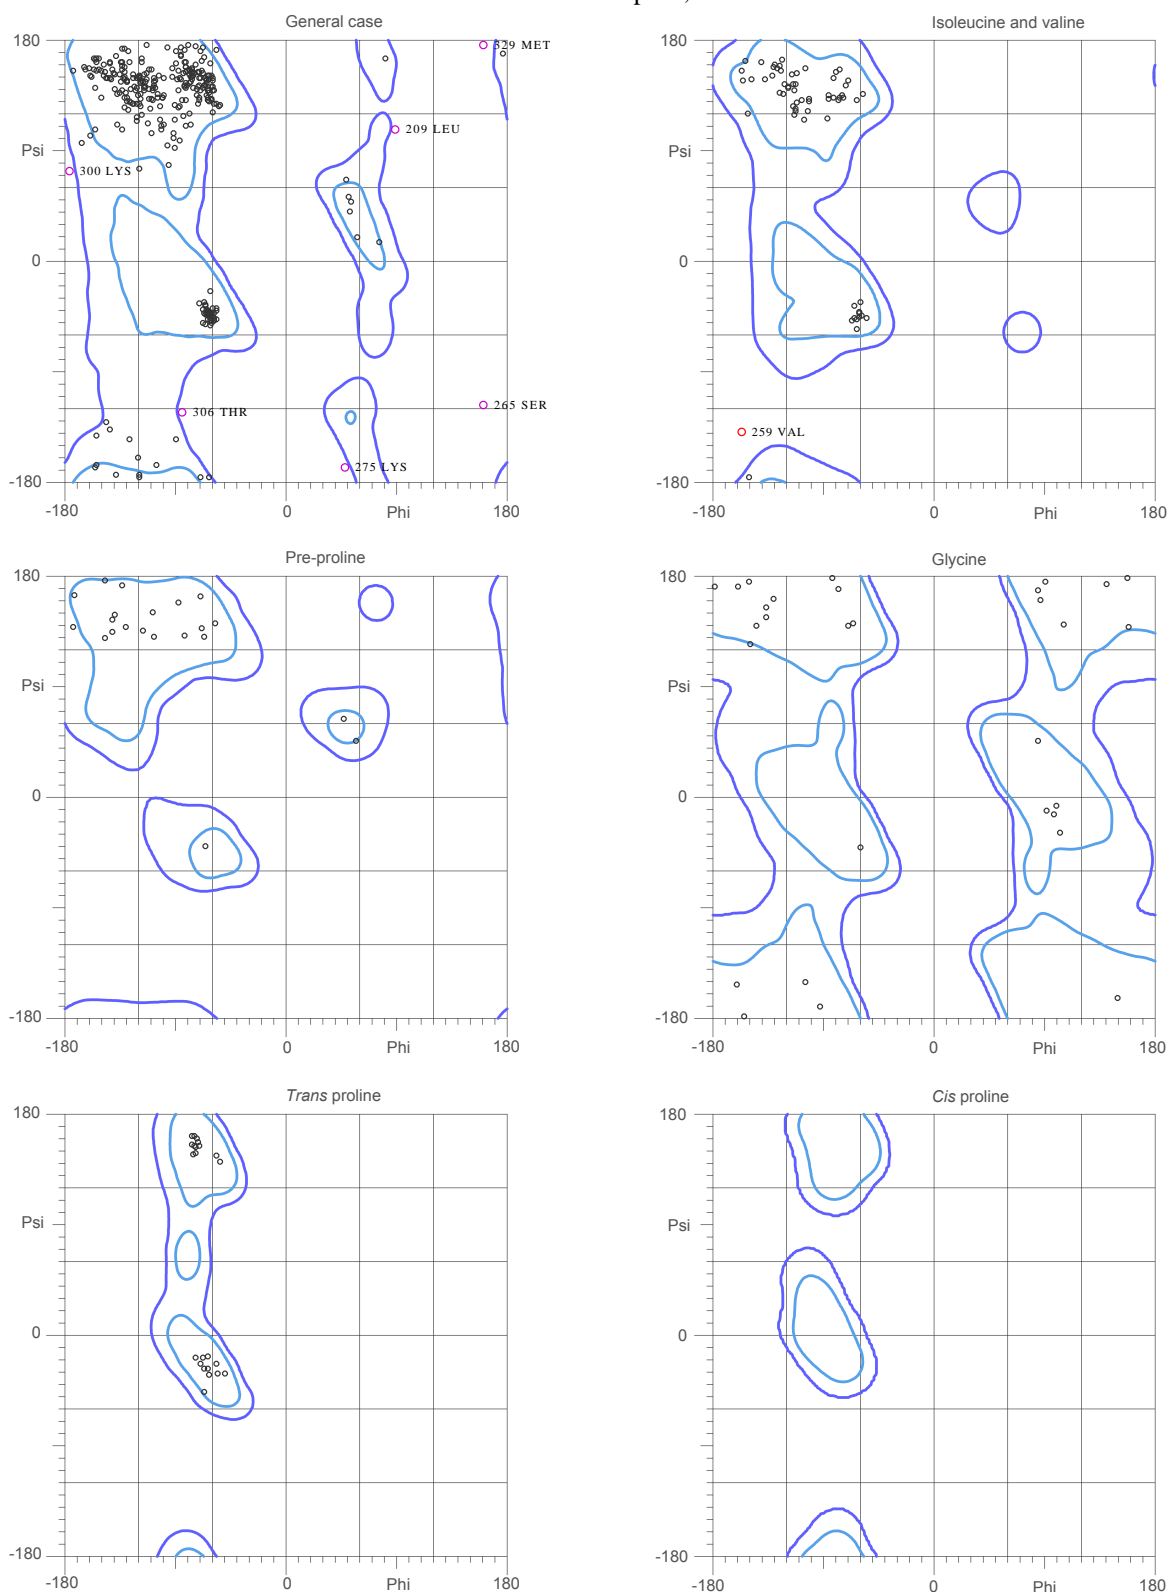 General case
Isoleucine and valine
180
329 MET
180
209 LEU
Psi
300 LYS
Psi
0
0
306 THR
265 SER
259 VAL
275 LYS
-180
-180
-180
0
Phi
180
-180
0
Phi
180
Pre-proline
Glycine
180
180
Psi
Psi
0
0
-180
-180
-180
0
Phi
180
-180
0
Phi
180
Trans proline
Cis proline
180
180
Psi
Psi
0
0
-180
-180
-180
0
Phi
180
-180
0
Phi
180